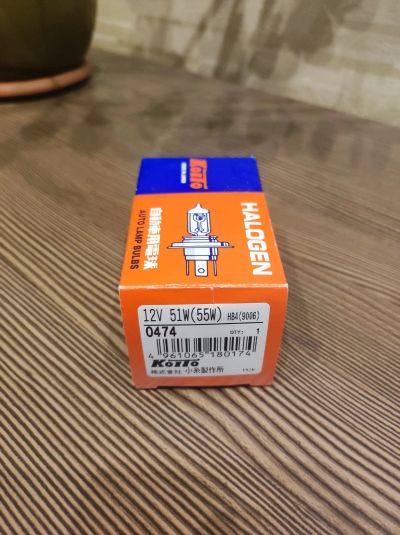 Koito
HALOGEN
自動車用電球
AUTO LAMP BULBS
12V 51W(55W) HB4(9006)
0474
QTY: 1
4 961065 180174
Koito
株式会社 小糸製作所